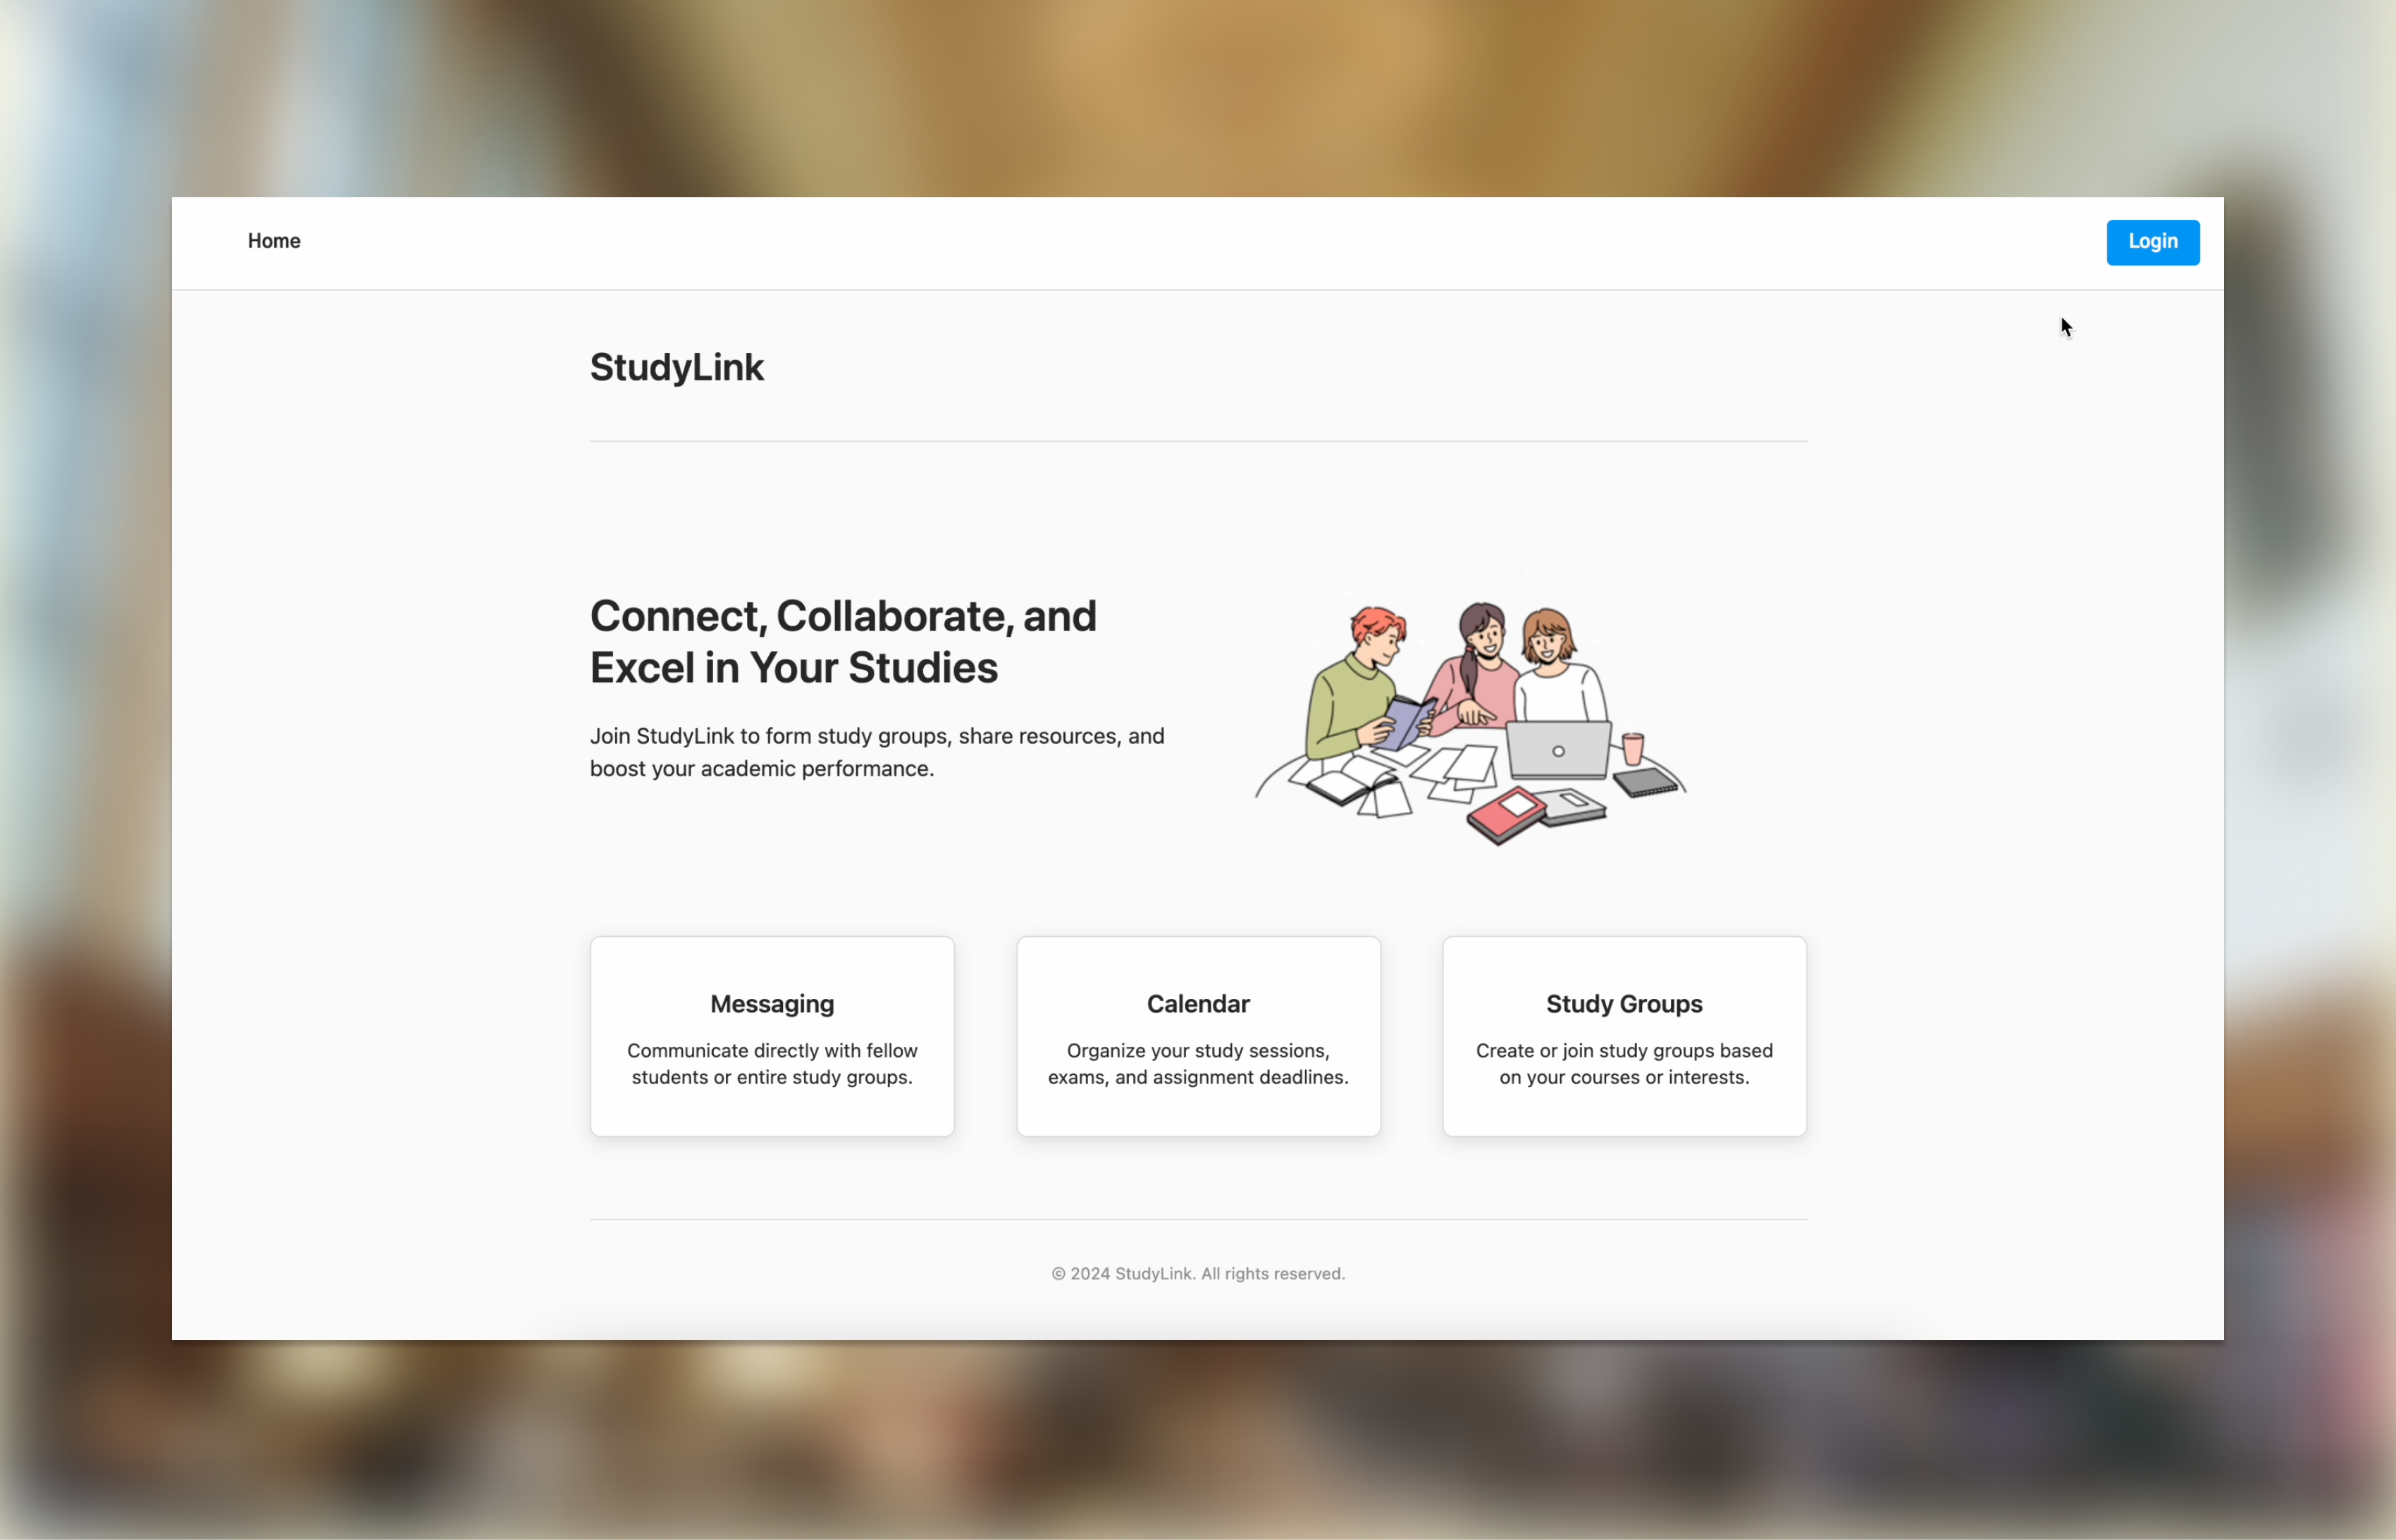 Home
Login
StudyLink
Connect, Collaborate, and
Excel in Your Studies
Join StudyLink to form study groups, share resources, and
boost your academic performance.
Messaging
Communicate directly with fellow
students or entire study groups.
Calendar
Organize your study sessions,
exams, and assignment deadlines.
Study Groups
Create or join study groups based
on your courses or interests.
© 2024 StudyLink. All rights reserved.